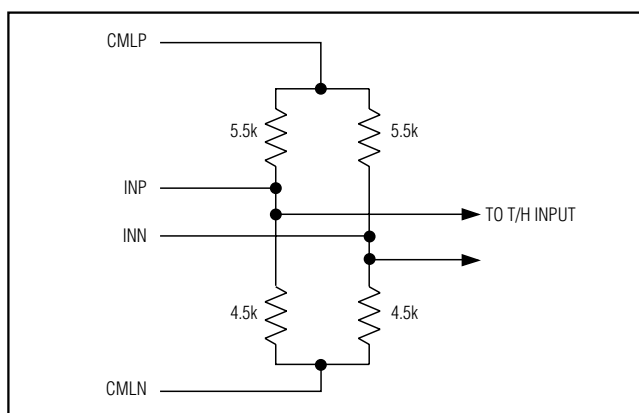 CMLP
5.5k 5.5k
INP
TO T/H INPUT
INN
4.5k 4.5k
CMLN